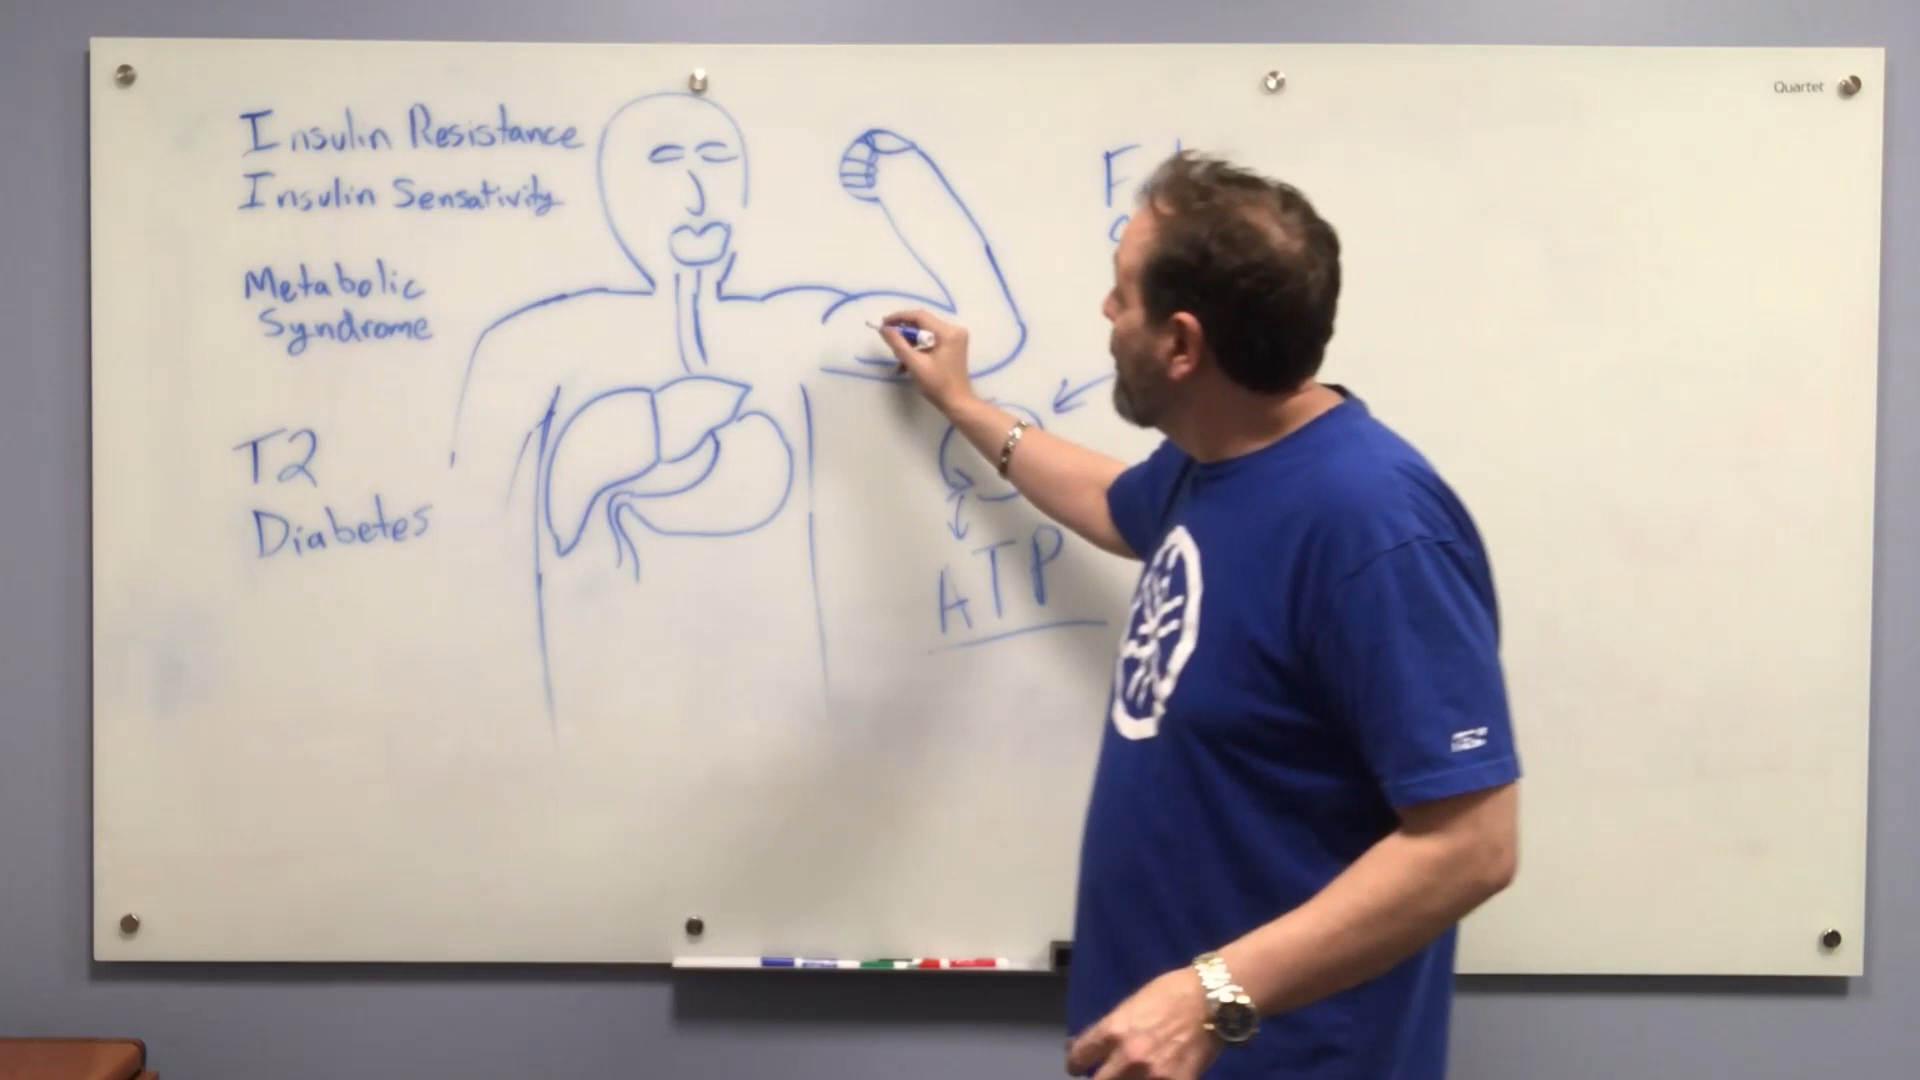 Insulin Resistance
Insulin Sensativity
Metabolic
Syndrome
T2
Diabetes
ATP
Quartet